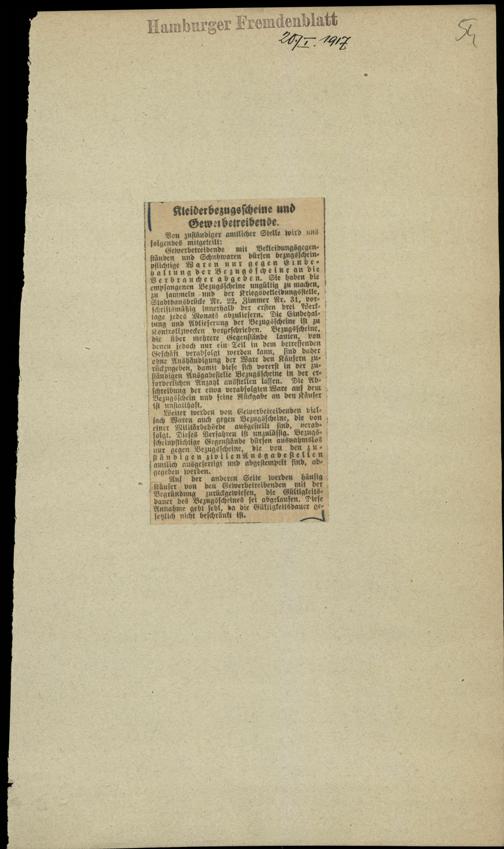 Hamburger Fremdenblatt
20/I. 1917
Kleiderbezugsscheine und
Gewerbetreibende.
Von zuständiger amtlicher Stelle wird uns
folgendes mitgeteilt:
Gewerbetreibende mit Bekleidungsgegen-
ständen und Schuhwaren dürfen bezugsschein-
pflichtige Waren nur gegen Einbe-
haltung der Bezugsscheine an die
Verbraucher abgeben. Sie haben die
empfangenen Bezugsscheine ungültig zu machen,
zu sammeln und der Kriegsbekleidungsstelle,
Stadthausbrücke Nr. 22, Zimmer Nr. 31, vor-
schriftsmäßig innerhalb der ersten drei Werk-
tage jedes Monats abzuliefern. Die Einbehal-
tung und Ablieferung der Bezugsscheine ist zu
Kontrollzwecken vorgeschrieben. Bezugsscheine,
die über mehrere Gegenstände lauten, von
denen jedoch nur ein Teil in dem betreffenden
Geschäft verabfolgt werden kann, sind daher
ohne Aushändigung der Ware den Käufern zu-
rückzugeben, damit diese sich vorerst in der zu-
ständigen Ausgabestelle Bezugsscheine in der er-
forderlichen Anzahl ausstellen lassen. Die Ab-
schreibung der etwa verabfolgten Ware auf dem
Bezugsschein und seine Rückgabe an den Käufer
ist unstatthaft.
Weiter werden von Gewerbetreibenden viel-
fach Waren auch gegen Bezugsscheine, die von
einer Militärbehörde ausgestellt sind, verab-
folgt. Dieses Verfahren ist unzulässig. Bezugs-
scheinpflichtige Gegenstände dürfen ausnahmslos
nur gegen Bezugsscheine, die von den zu-
ständigen zivilen Ausgabestellen
amtlich ausgefertigt und abgestempelt sind, ab-
gegeben werden.
Auf der anderen Seite werden häufig
Käufer von den Gewerbetreibenden mit der
Begründung zurückgewiesen, die Gültigkeits-
dauer des Bezugsscheines sei abgelaufen. Diese
Annahme geht fehl, da die Gültigkeitsdauer ge-
setzlich nicht beschränkt ist.